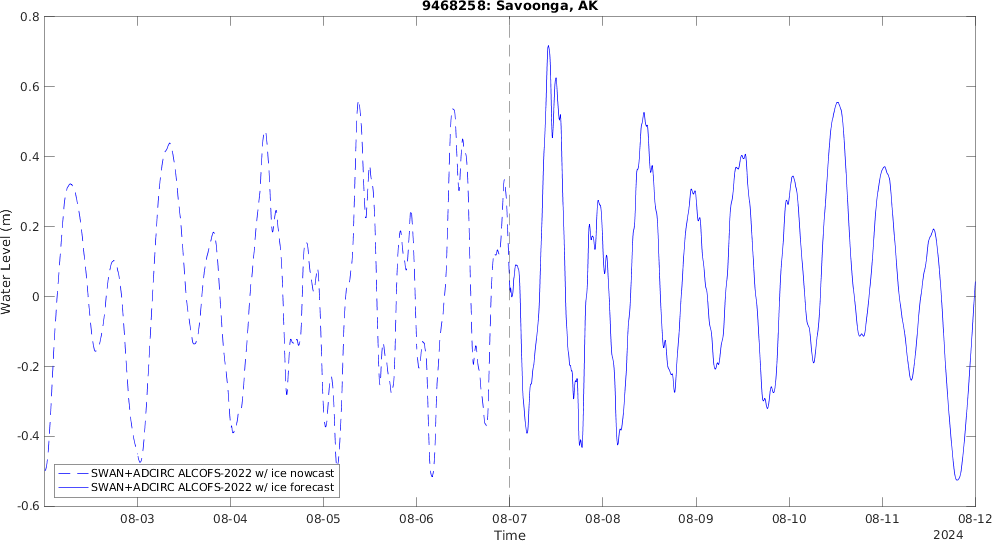 9468258: Savoonga, AK
0.8
0.6
0.4
0.2
0
-0.2
-0.4
-0.6
Water Level (m)
SWAN+ADCIRC ALCOFS-2022 w/ ice nowcast
SWAN+ADCIRC ALCOFS-2022 w/ ice forecast
08-03 08-04 08-05 08-06 08-07 08-08 08-09 08-10 08-11 08-12
Time
2024